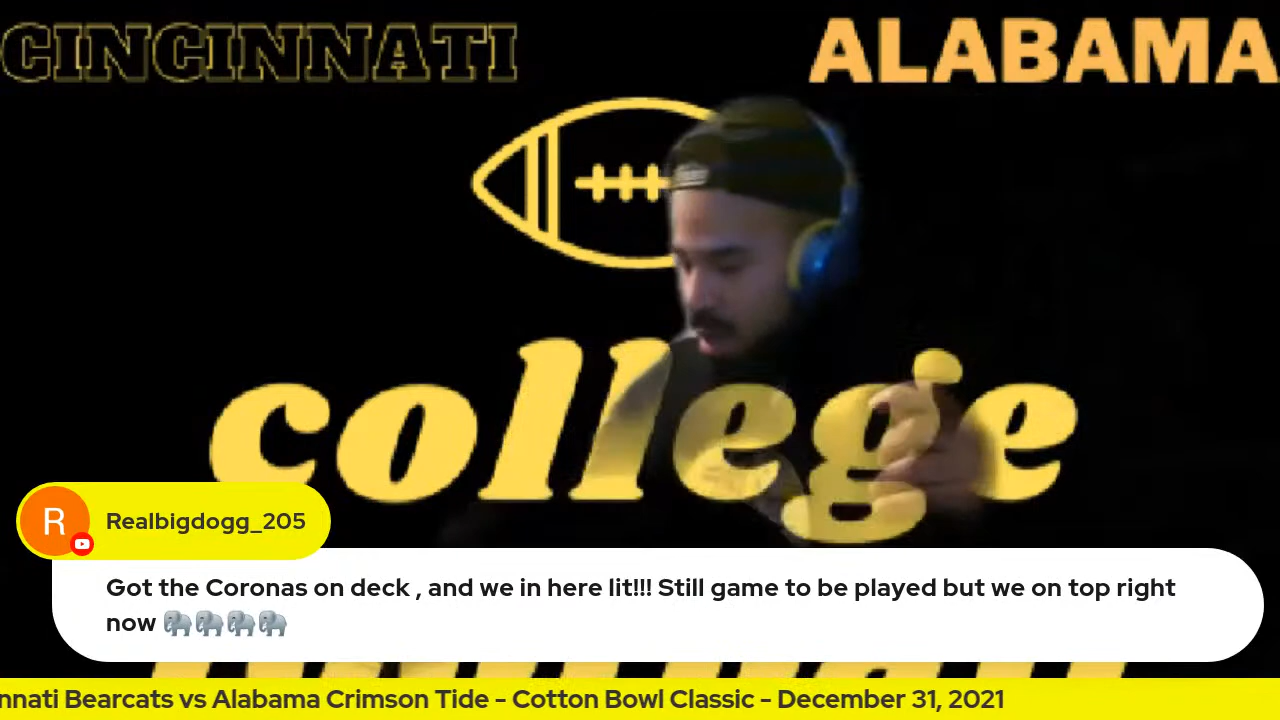 CINCINNATI
ALABAMA
college
R
Realbigdogg_205
Got the Coronas on deck , and we in here lit!!! Still game to be played but we on top right
now 🐘🐘🐘🐘
nnati Bearcats vs Alabama Crimson Tide - Cotton Bowl Classic - December 31, 2021